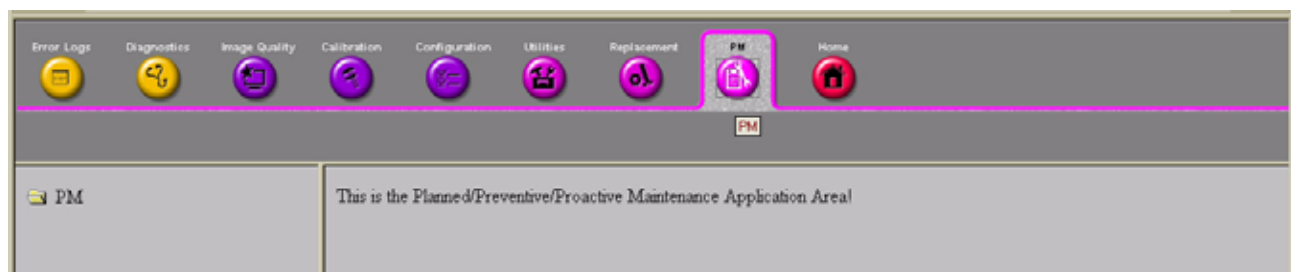 Error Logs Diagnostics Image Quality Calibration Configuration Utilities Replacement PM Home
PM
PM
This is the Planned/Preventive/Proactive Maintenance Application Area!